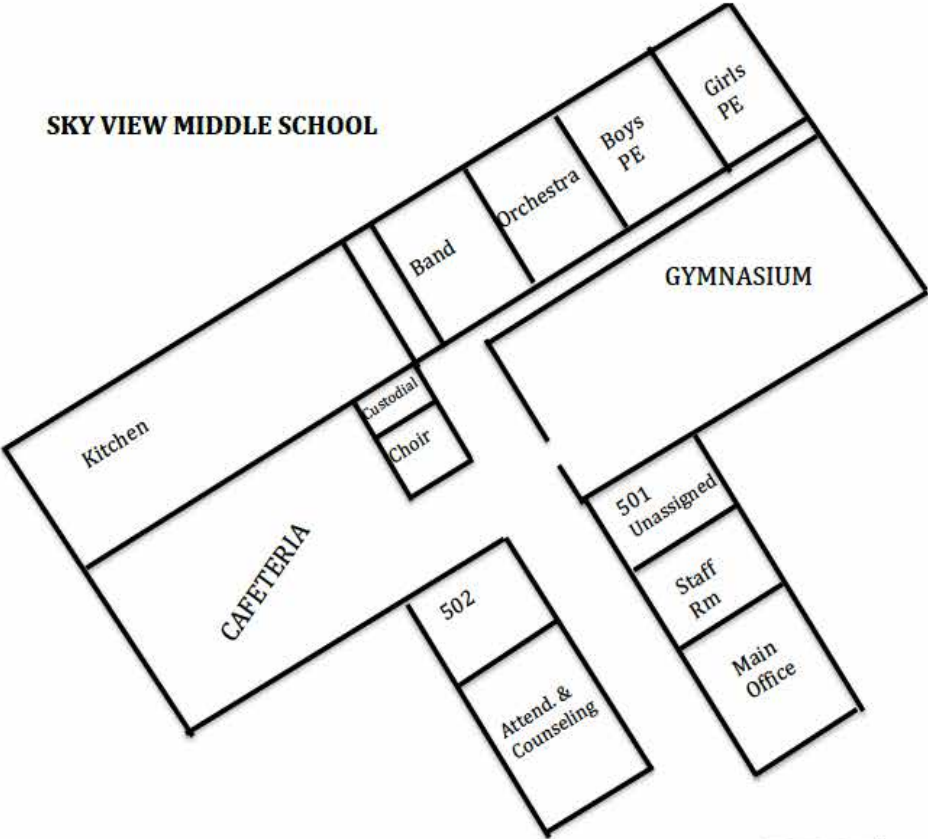 SKY VIEW MIDDLE SCHOOL
Girls
PE
Boys
PE
Orchestra
Band
GYMNASIUM
Custodial
Choir
Kitchen
CAFETERIA
501
Unassigned
Staff
Rm
Main
Office
502
Attend. &
Counseling